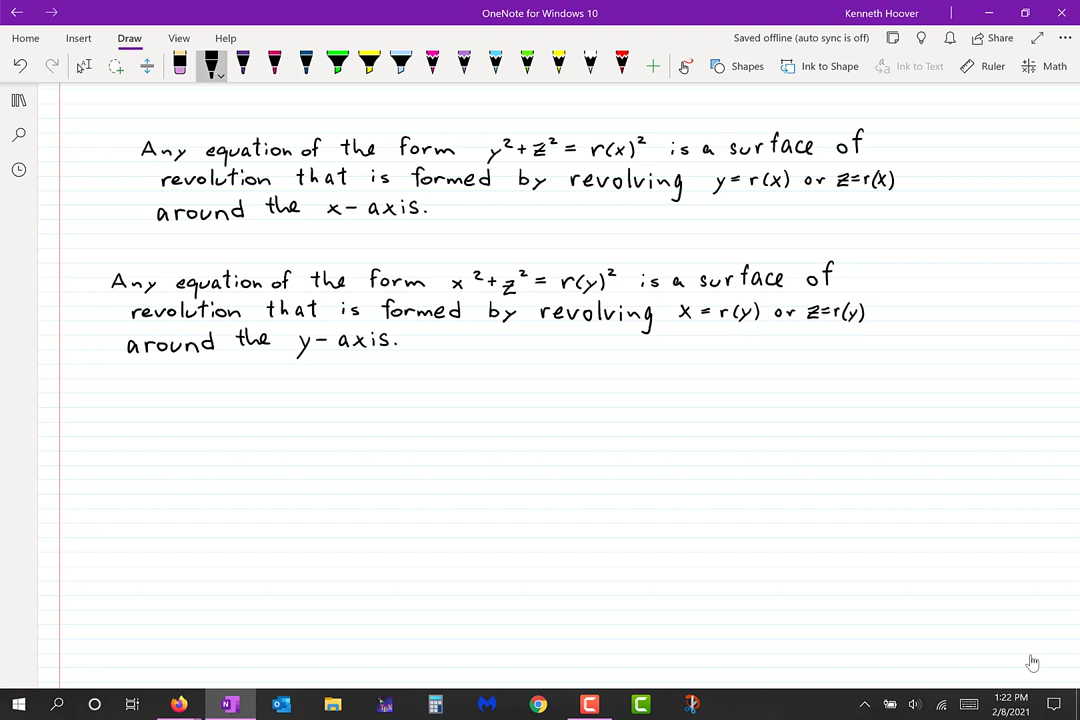 OneNote for Windows 10
Kenneth Hoover
Home Insert Draw View Help
Saved offline (auto sync is off) Share
Shapes Ink to Shape Ink to Text Ruler Math
Any equation of the form y²+z² = r(x)² is a surface of
revolution that is formed by revolving y=r(x) or z=r(x)
around the x-axis.
Any equation of the form x²+z² = r(y)² is a surface of
revolution that is formed by revolving x=r(y) or z=r(y)
around the y-axis.
1:22 PM
2/8/2021